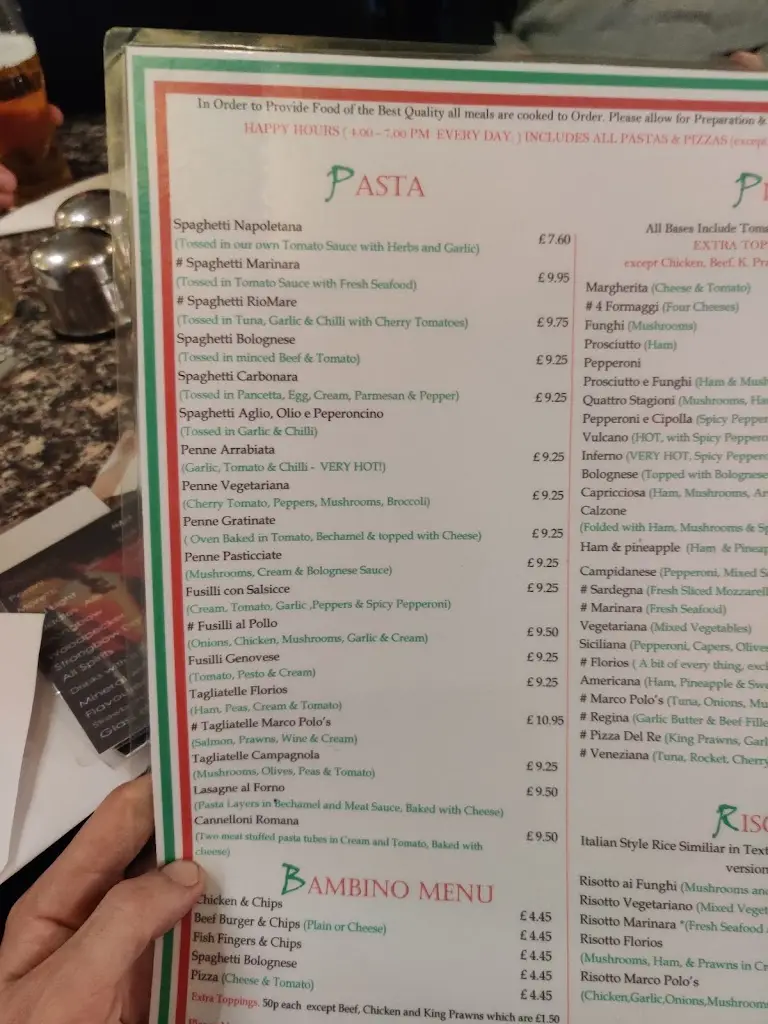 In Order to Provide Food of the Best Quality all meals are cooked to Order. Please allow for Preparation &
HAPPY HOURS ( 4.00 - 7.00 PM EVERY DAY. ) INCLUDES ALL PASTAS & PIZZAS (except
PASTA
Spaghetti Napoletana
(Tossed in our own Tomato Sauce with Herbs and Garlic) £7.60
# Spaghetti Marinara
(Tossed in Tomato Sauce with Fresh Seafood) £9.95
# Spaghetti RioMare
(Tossed in Tuna, Garlic & Chilli with Cherry Tomatoes) £9.75
Spaghetti Bolognese
(Tossed in minced Beef & Tomato) £9.25
Spaghetti Carbonara
(Tossed in Pancetta, Egg, Cream, Parmesan & Pepper) £9.25
Spaghetti Aglio, Olio e Peperoncino
(Tossed in Garlic & Chilli)
Penne Arrabiata £9.25
(Garlic, Tomato & Chilli - VERY HOT!)
Penne Vegetariana £9.25
(Cherry Tomato, Peppers, Mushrooms, Broccoli)
Penne Gratinate £9.25
( Oven Baked in Tomato, Bechamel & topped with Cheese)
Penne Pasticciate £9.25
(Mushrooms, Cream & Bolognese Sauce)
Fusilli con Salsicce £9.25
(Cream, Tomato, Garlic ,Peppers & Spicy Pepperoni)
# Fusilli al Pollo £9.50
(Onions, Chicken, Mushrooms, Garlic & Cream)
Fusilli Genovese £9.25
(Tomato, Pesto & Cream)
Tagliatelle Florios £9.25
(Ham, Peas, Cream & Tomato)
# Tagliatelle Marco Polo's £10.95
(Salmon, Prawns, Wine & Cream)
Tagliatelle Campagnola £9.25
(Mushrooms, Olives, Peas & Tomato)
Lasagne al Forno £9.50
(Pasta Layers in Bechamel and Meat Sauce, Baked with Cheese)
Cannelloni Romana £9.50
(Two meat stuffed pasta tubes in Cream and Tomato, Baked with
cheese)
BAMBINO MENU
Chicken & Chips £4.45
Beef Burger & Chips (Plain or Cheese) £4.45
Fish Fingers & Chips £4.45
Spaghetti Bolognese £4.45
Pizza (Cheese & Tomato) £4.45
Extra Toppings. 50p each except Beef, Chicken and King Prawns which are £1.50
All Bases Include
EXTRA TOP
except Chicken, Beef, K. Pra
Margherita (Cheese & Tomato)
# 4 Formaggi (Four Cheeses)
Funghi (Mushrooms)
Prosciutto (Ham)
Pepperoni
Prosciutto e Funghi (Ham & Mush
Quattro Stagioni (Mushrooms, Ha
Pepperoni e Cipolla (Spicy Pepper
Vulcano (HOT, with Spicy Peppero
Inferno (VERY HOT, Spicy Pepper
Bolognese (Topped with Bolognese
Capricciosa (Ham, Mushrooms, Ar
Calzone
(Folded with Ham, Mushrooms & Sp
Ham & pineapple (Ham & Pineap
Campidanese (Pepperoni, Mixed S
# Sardegna (Fresh Sliced Mozzarell
# Marinara (Fresh Seafood)
Vegetariana (Mixed Vegetables)
Siciliana (Pepperoni, Capers, Olive
# Florios ( A bit of everything, exc
Americana (Ham, Pineapple & Swe
# Marco Polo's (Tuna, Onions, Mu
# Regina (Garlic Butter & Beef Fille
# Pizza Del Re (King Prawns, Garl
# Veneziana (Tuna, Rocket, Cherry
RISO
Italian Style Rice Similiar in Text
version
Risotto ai Funghi (Mushrooms an
Risotto Vegetariano (Mixed Veget
Risotto Marinara *(Fresh Seafood
Risotto Florios
(Mushrooms, Ham, & Prawns in Cr
Risotto Marco Polo's
(Chicken,Garlic,Onions,Mushroom
Strongbow
All Spirits